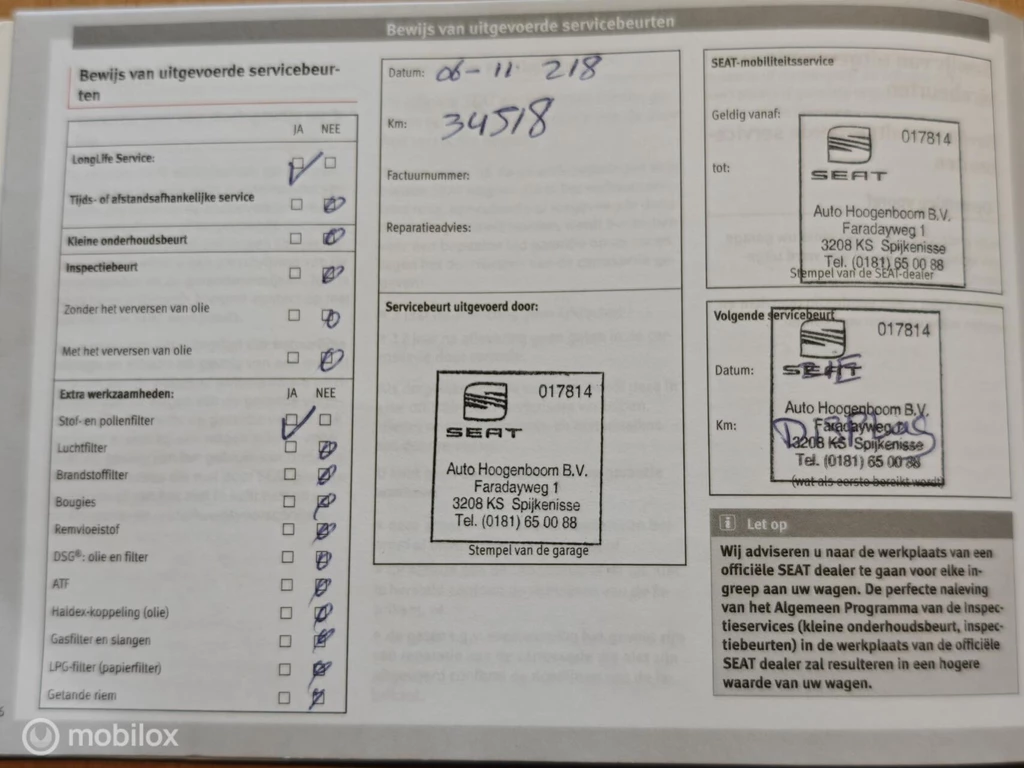 Bewijs van uitgevoerde servicebeurten
Bewijs van uitgevoerde servicebeur-
ten
JA NEE
LongLife Service:
Tijds- of afstandsafhankelijke service
Kleine onderhoudsbeurt
Inspectiebeurt
Zonder het verversen van olie
Met het verversen van olie
Extra werkzaamheden: JA NEE
Stof- en pollenfilter
Luchtfilter
Brandstoffilter
Bougies
Remvloeistof
DSG®: olie en filter
ATF
Haldex-koppeling (olie)
Gasfilter en slangen
LPG-filter (papierfilter)
Getande riem
Datum: 06-11 218
Km: 34518
Factuurnummer:
Reparatieadvies:
Servicebeurt uitgevoerd door:
017814
SEAT
Auto Hoogenboom B.V.
Faradayweg 1
3208 KS Spijkenisse
Tel. (0181) 65 00 88
Stempel van de garage
SEAT-mobiliteitsservice
Geldig vanaf:
tot:
017814
SEAT
Auto Hoogenboom B.V.
Faradayweg 1
3208 KS Spijkenisse
Tel. (0181) 65 00 88
Stempel van de SEAT-dealer
Volgende servicebeurt
017814
Datum: SEAT
Auto Hoogenboom B.V.
Km: Faradayweg 1
3208 KS Spijkenisse
Tel. (0181) 65 00 88
(wat als eerste bereikt wordt)
i Let op
Wij adviseren u naar de werkplaats van een
officiële SEAT dealer te gaan voor elke in-
greep aan uw wagen. De perfecte naleving
van het Algemeen Programma van de inspec-
tieservices (kleine onderhoudsbeurt, inspec-
tiebeurten) in de werkplaats van de officiële
SEAT dealer zal resulteren in een hogere
waarde van uw wagen.
6
mobilox